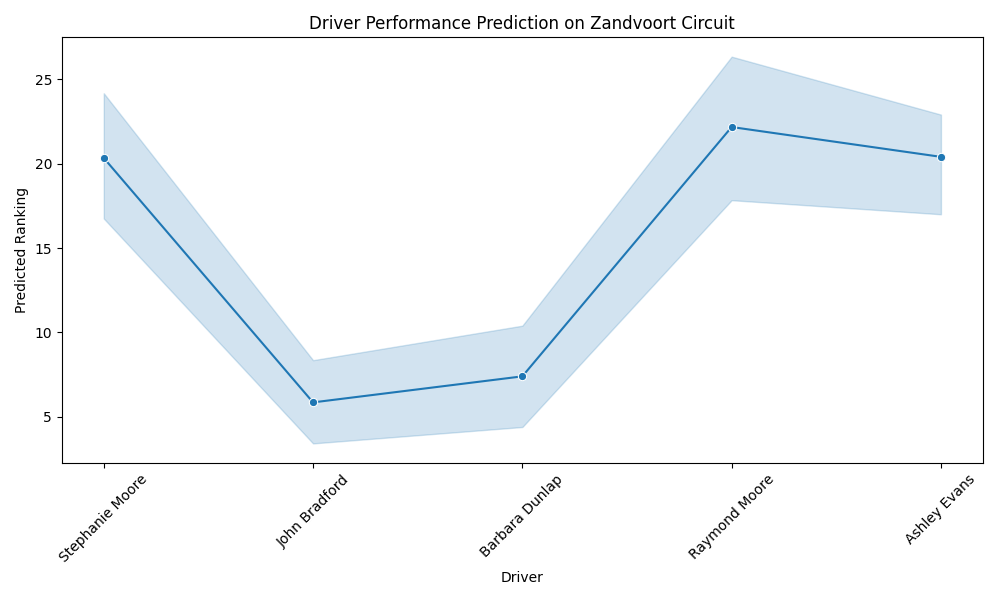 Driver Performance Prediction on Zandvoort Circuit
Predicted Ranking
25
20
15
10
5
Stephanie Moore
John Bradford
Barbara Dunlap
Raymond Moore
Ashley Evans
Driver